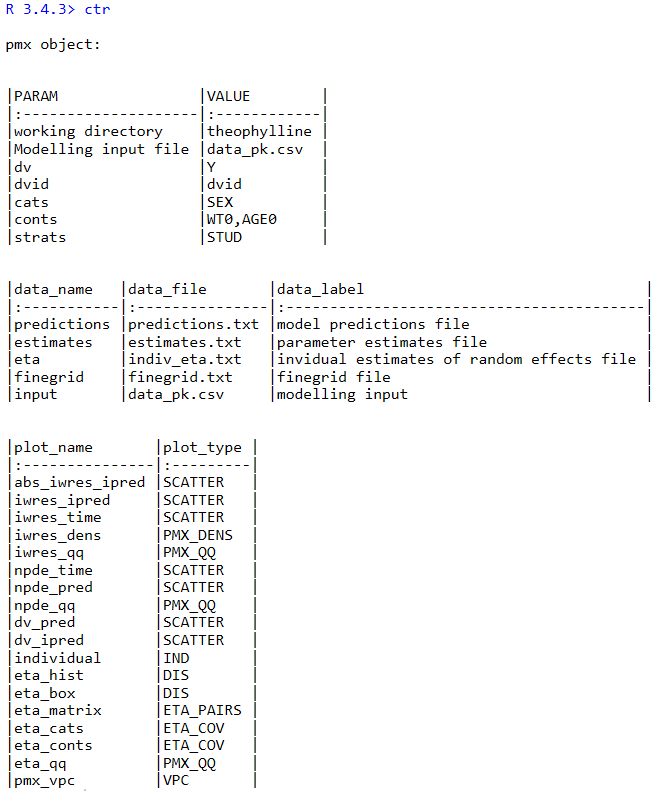 R 3.4.3> ctr
pmx object:
|PARAM                |VALUE        |
|:--------------------|:------------|
|working directory    |theophylline |
|Modelling input file |data_pk.csv  |
|dv                   |Y            |
|dvid                 |dvid         |
|cats                 |SEX          |
|conts                |WT0,AGE0     |
|strats               |STUD         |
|data_name   |data_file       |data_label                                 |
|:-----------|:---------------|:------------------------------------------|
|predictions |predictions.txt |model predictions file                     |
|estimates   |estimates.txt   |parameter estimates file                   |
|eta         |indiv_eta.txt   |invidual estimates of random effects file |
|finegrid    |finegrid.txt    |finegrid file                              |
|input       |data_pk.csv     |modelling input                            |
|plot_name       |plot_type |
|:---------------|:---------|
|abs_iwres_ipred |SCATTER   |
|iwres_ipred     |SCATTER   |
|iwres_time      |SCATTER   |
|iwres_dens      |PMX_DENS  |
|iwres_qq        |PMX_QQ    |
|npde_time       |SCATTER   |
|npde_pred       |SCATTER   |
|npde_qq         |PMX_QQ    |
|dv_pred         |SCATTER   |
|dv_ipred        |SCATTER   |
|individual      |IND       |
|eta_hist        |DIS       |
|eta_box         |DIS       |
|eta_matrix      |ETA_PAIRS |
|eta_cats        |ETA_COV   |
|eta_conts       |ETA_COV   |
|eta_qq          |PMX_QQ    |
|pmx_vpc         |VPC       |